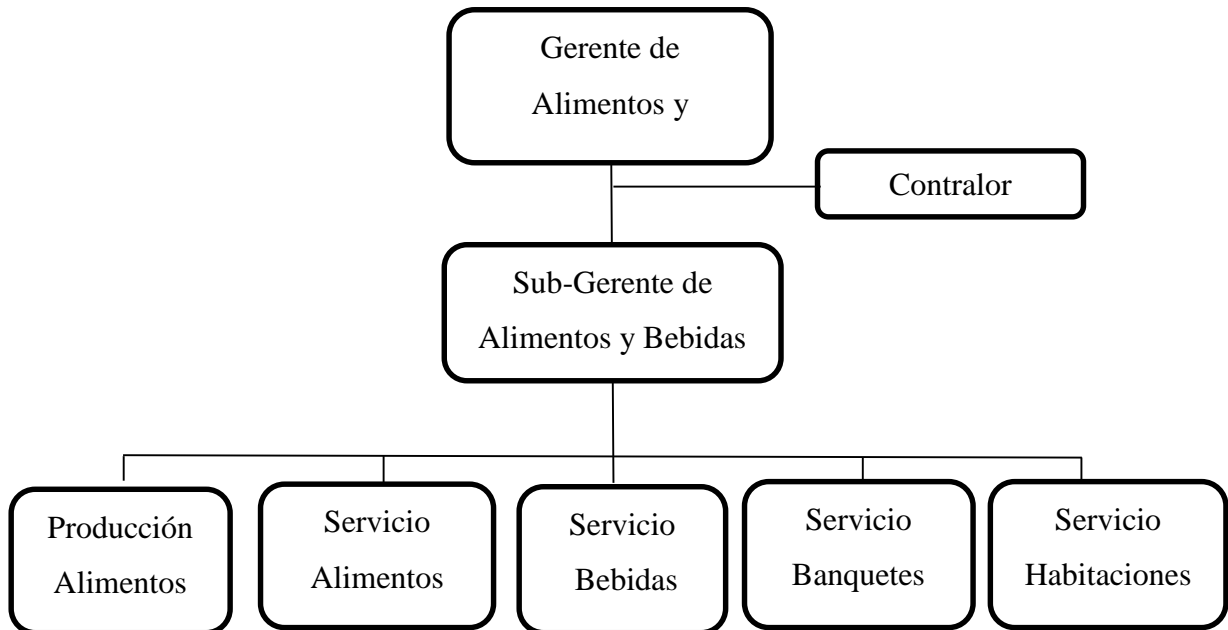 Gerente de
Alimentos y
Contralor
Sub-Gerente de
Alimentos y Bebidas
Producción
Alimentos
Servicio
Alimentos
Servicio
Bebidas
Servicio
Banquetes
Servicio
Habitaciones